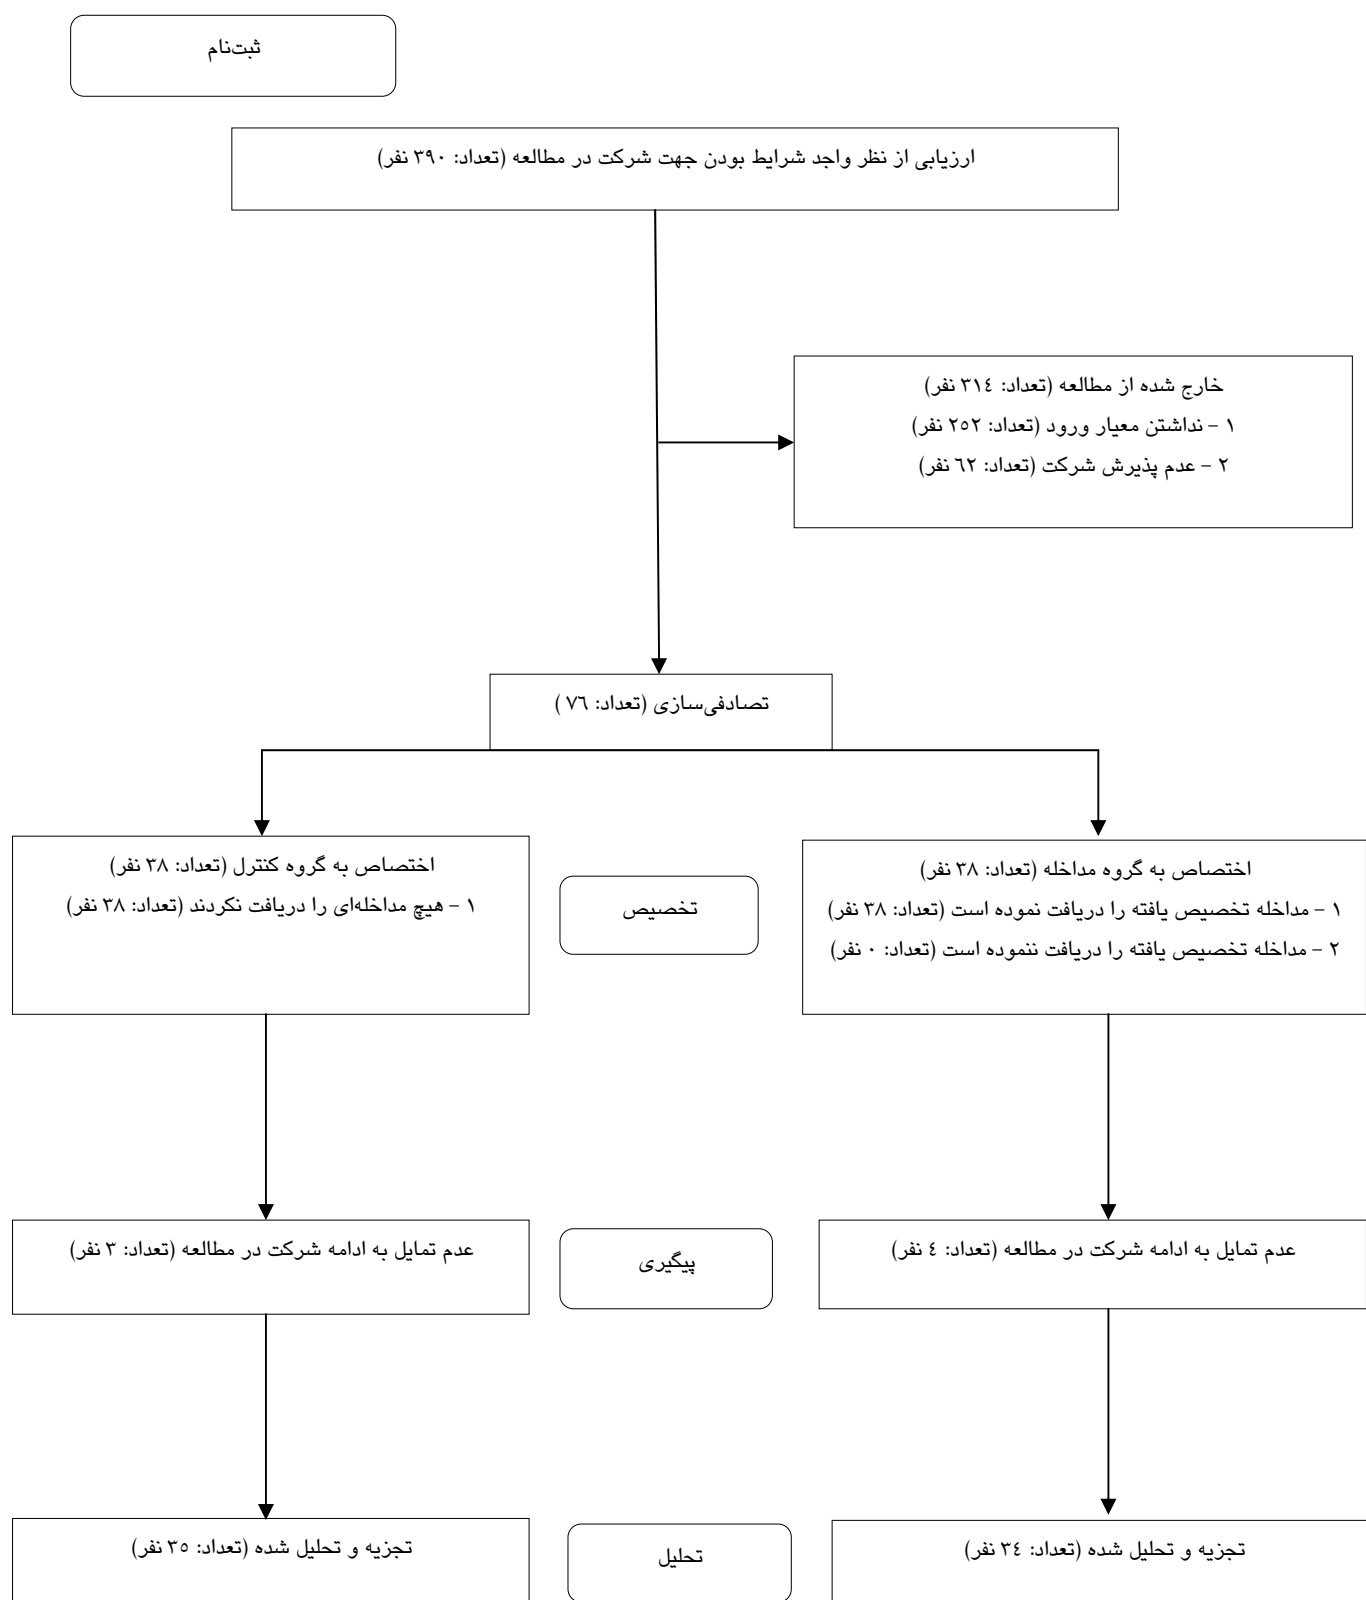 ثبت‌نام
ارزیابی از نظر واجد شرایط بودن جهت شرکت در مطالعه (تعداد: ۳۹۰ نفر)
خارج شده از مطالعه (تعداد: ۳۱٤ نفر)
۱ - نداشتن معیار ورود (تعداد: ۲٥۲ نفر)
۲ - عدم پذیرش شرکت (تعداد: ٦۲ نفر)
تصادفی‌سازی (تعداد: ۷٦ )
اختصاص به گروه مداخله (تعداد: ۳۸ نفر)
۱ - مداخله تخصیص یافته را دریافت نموده است (تعداد: ۳۸ نفر)
۲ - مداخله تخصیص یافته را دریافت ننموده است (تعداد: ۰ نفر)
تخصیص
اختصاص به گروه کنترل (تعداد: ۳۸ نفر)
۱ - هیچ مداخله‌ای را دریافت نکردند (تعداد: ۳۸ نفر)
عدم تمایل به ادامه شرکت در مطالعه (تعداد: ٤ نفر)
پیگیری
عدم تمایل به ادامه شرکت در مطالعه (تعداد: ۳ نفر)
تجزیه و تحلیل شده (تعداد: ۳٤ نفر)
تحلیل
تجزیه و تحلیل شده (تعداد: ۳٥ نفر)